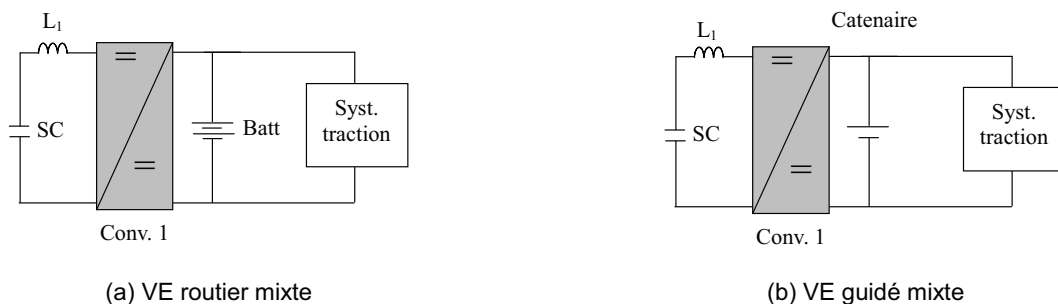 L₁
SC
Batt
Syst.
traction
Conv. 1
(a) VE routier mixte
Catenaire
L₁
SC
Syst.
traction
Conv. 1
(b) VE guidé mixte